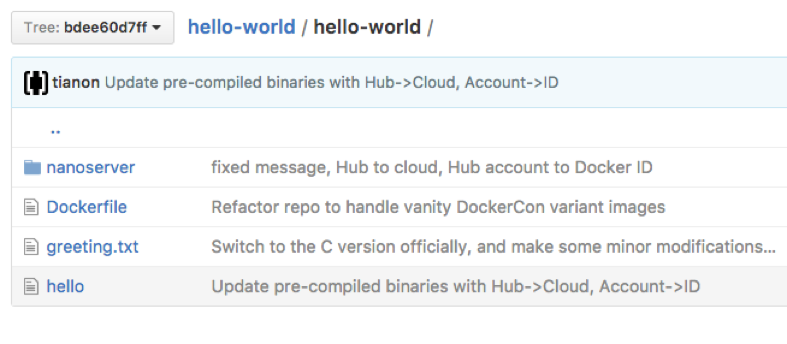 Tree: bdee60d7ff hello-world / hello-world /
tianon Update pre-compiled binaries with Hub->Cloud, Account->ID
..
nanoserver fixed message, Hub to cloud, Hub account to Docker ID
Dockerfile Refactor repo to handle vanity DockerCon variant images
greeting.txt Switch to the C version officially, and make some minor modifications...
hello Update pre-compiled binaries with Hub->Cloud, Account->ID